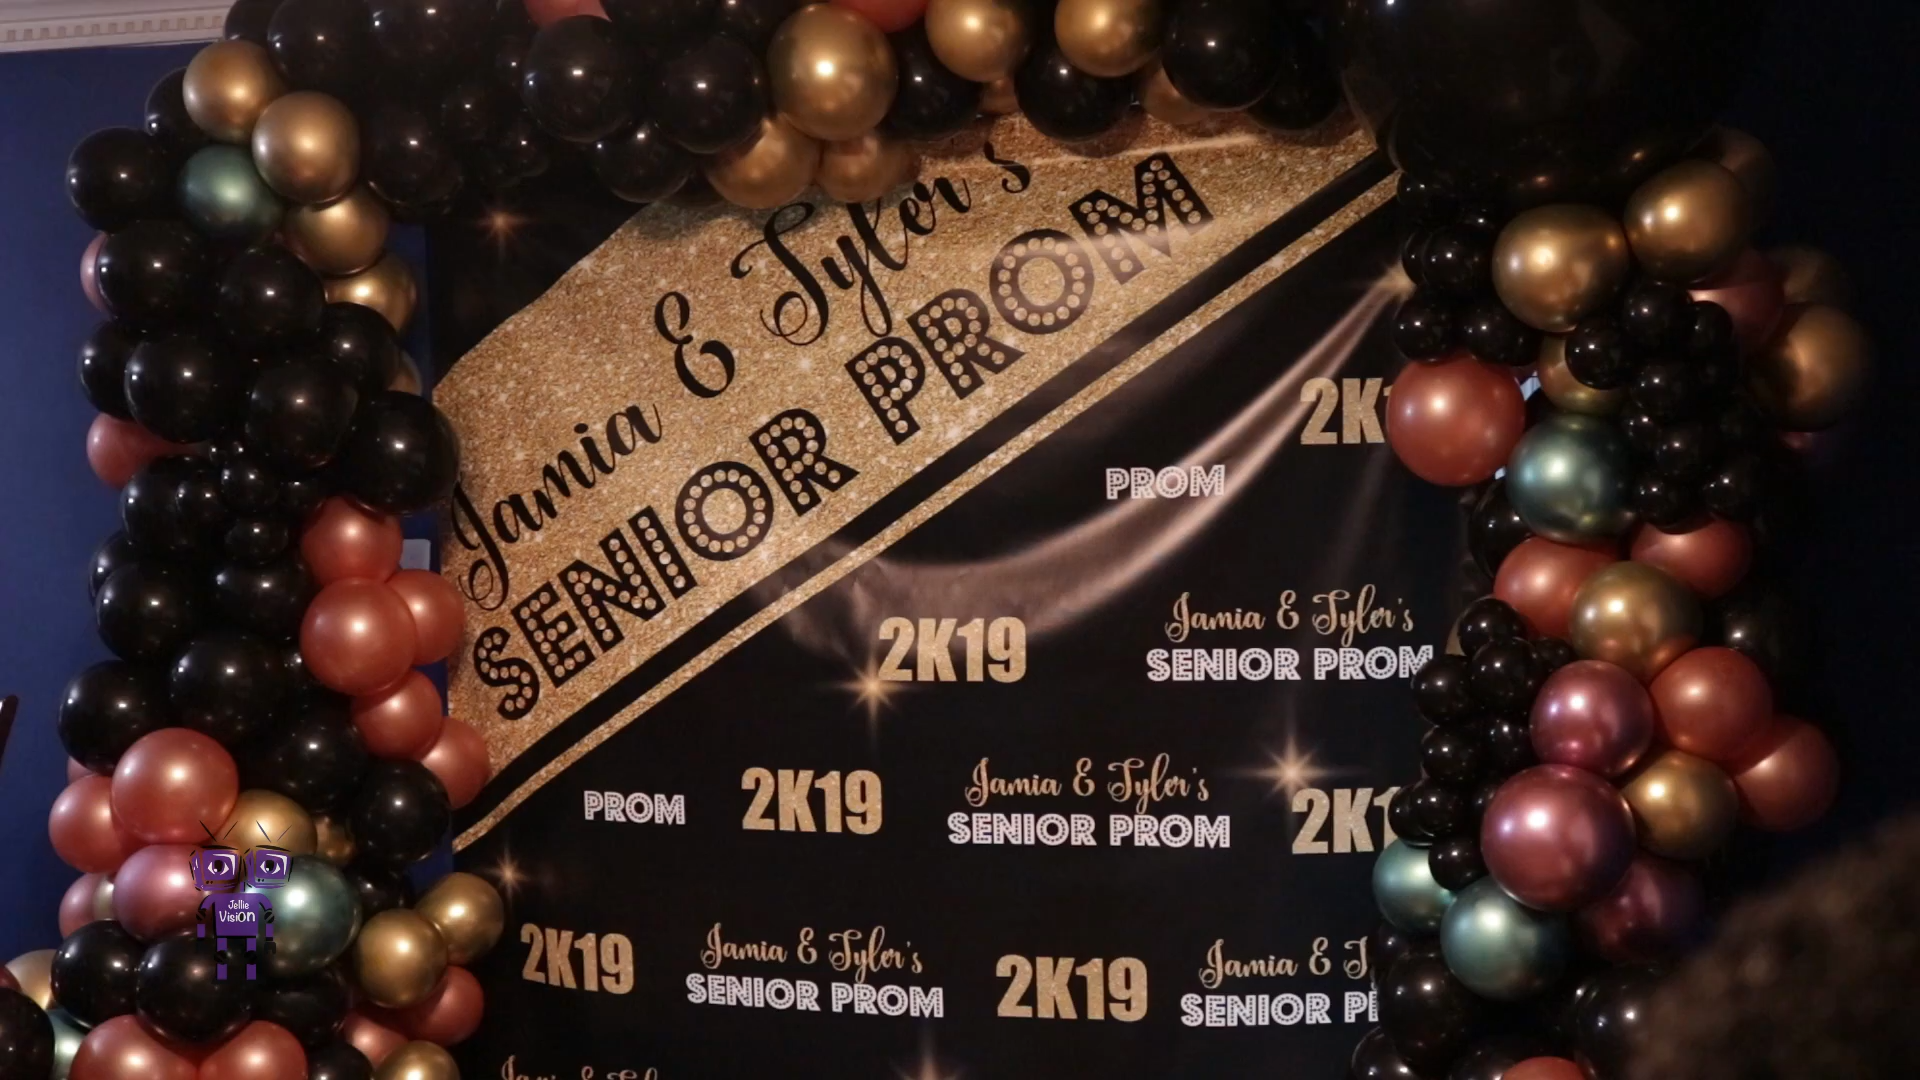 Jamia & Tyler's
SENIOR PROM
2K1
PROM
2K19
Jamia & Tyler's
SENIOR PROM
PROM
2K19
Jamia & Tyler's
SENIOR PROM
2K1
2K19
Jamia & Tyler's
SENIOR PROM
2K19
Jamia & T
SENIOR P
Jellie
Vision